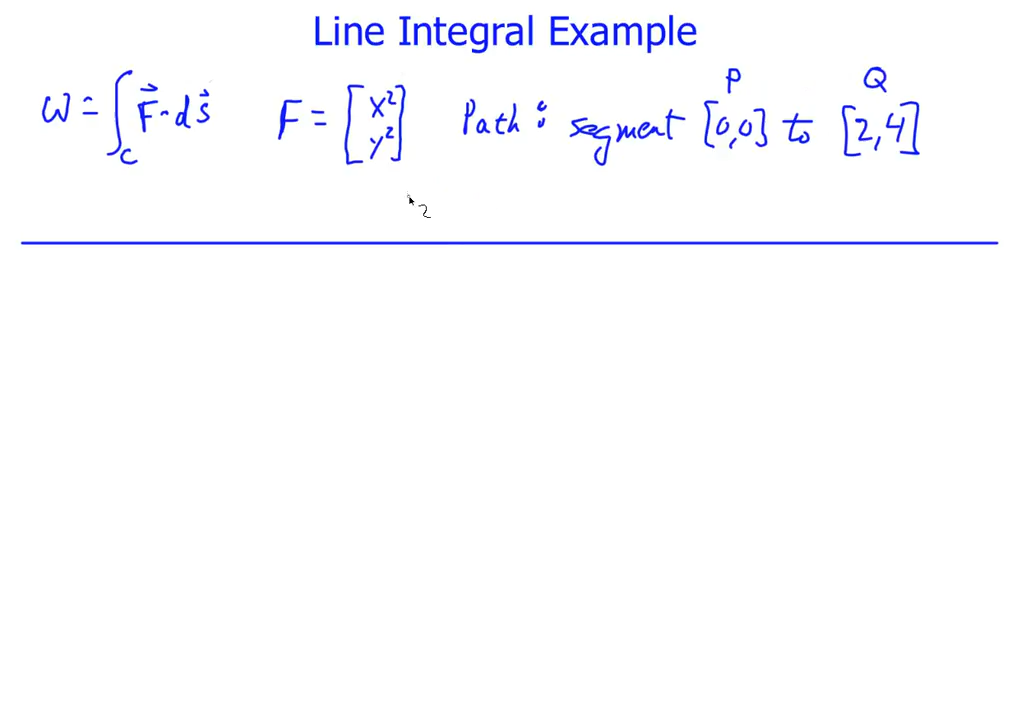 Line Integral Example
P Q
W = ∫_C F⃗ · ds⃗ F = [x² y²] Path: segment [0,0] to [2,4]